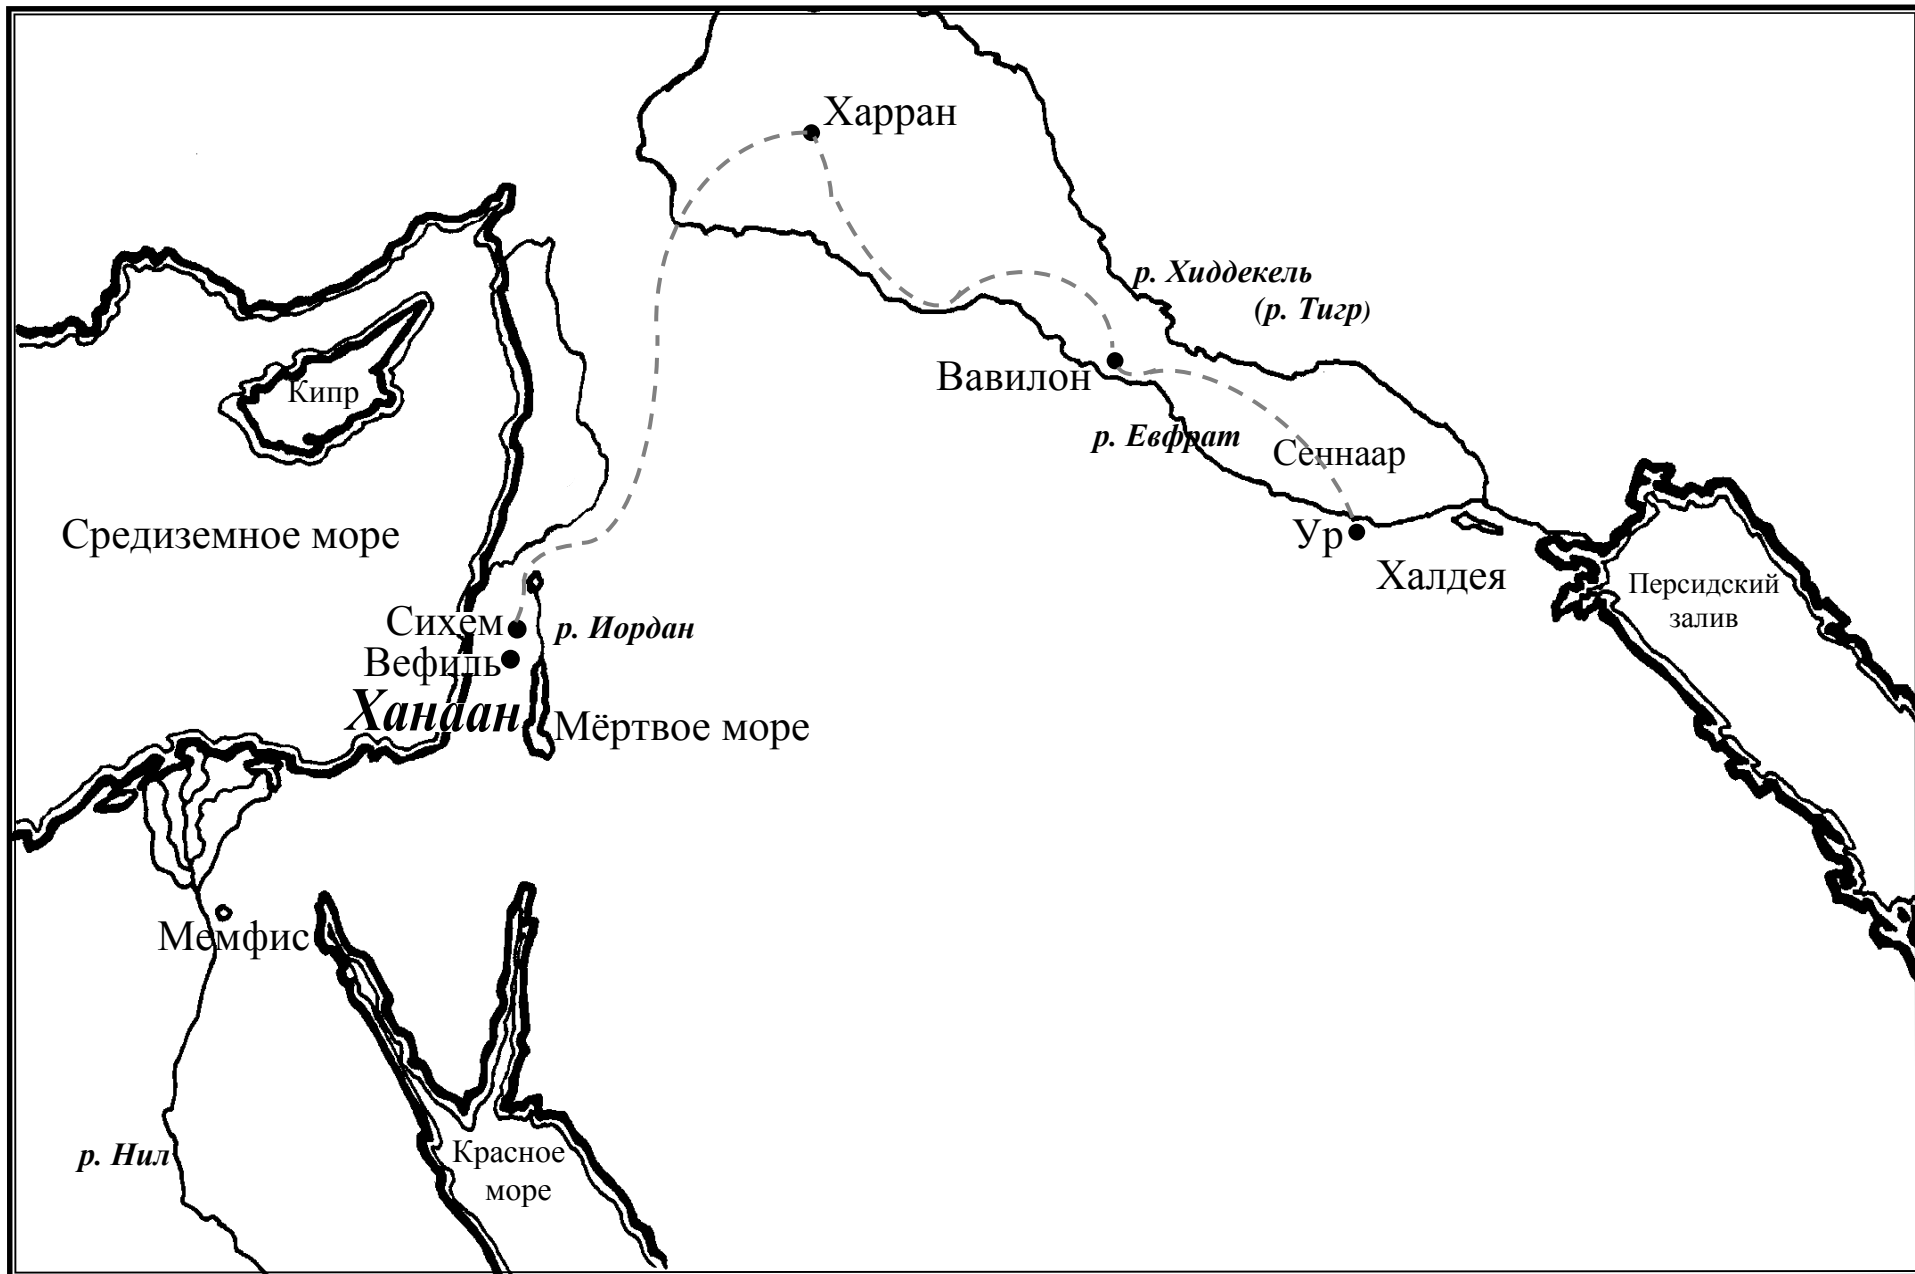 Харран
р. Хиддекель
(р. Тигр)
Вавилон
Кипр
р. Евфрат
Сеннаар
Средиземное море
Ур
Халдея
Персидский
залив
Сихем
р. Иордан
Вефиль
Ханаан
Мёртвое море
Мемфис
р. Нил
Красное
море